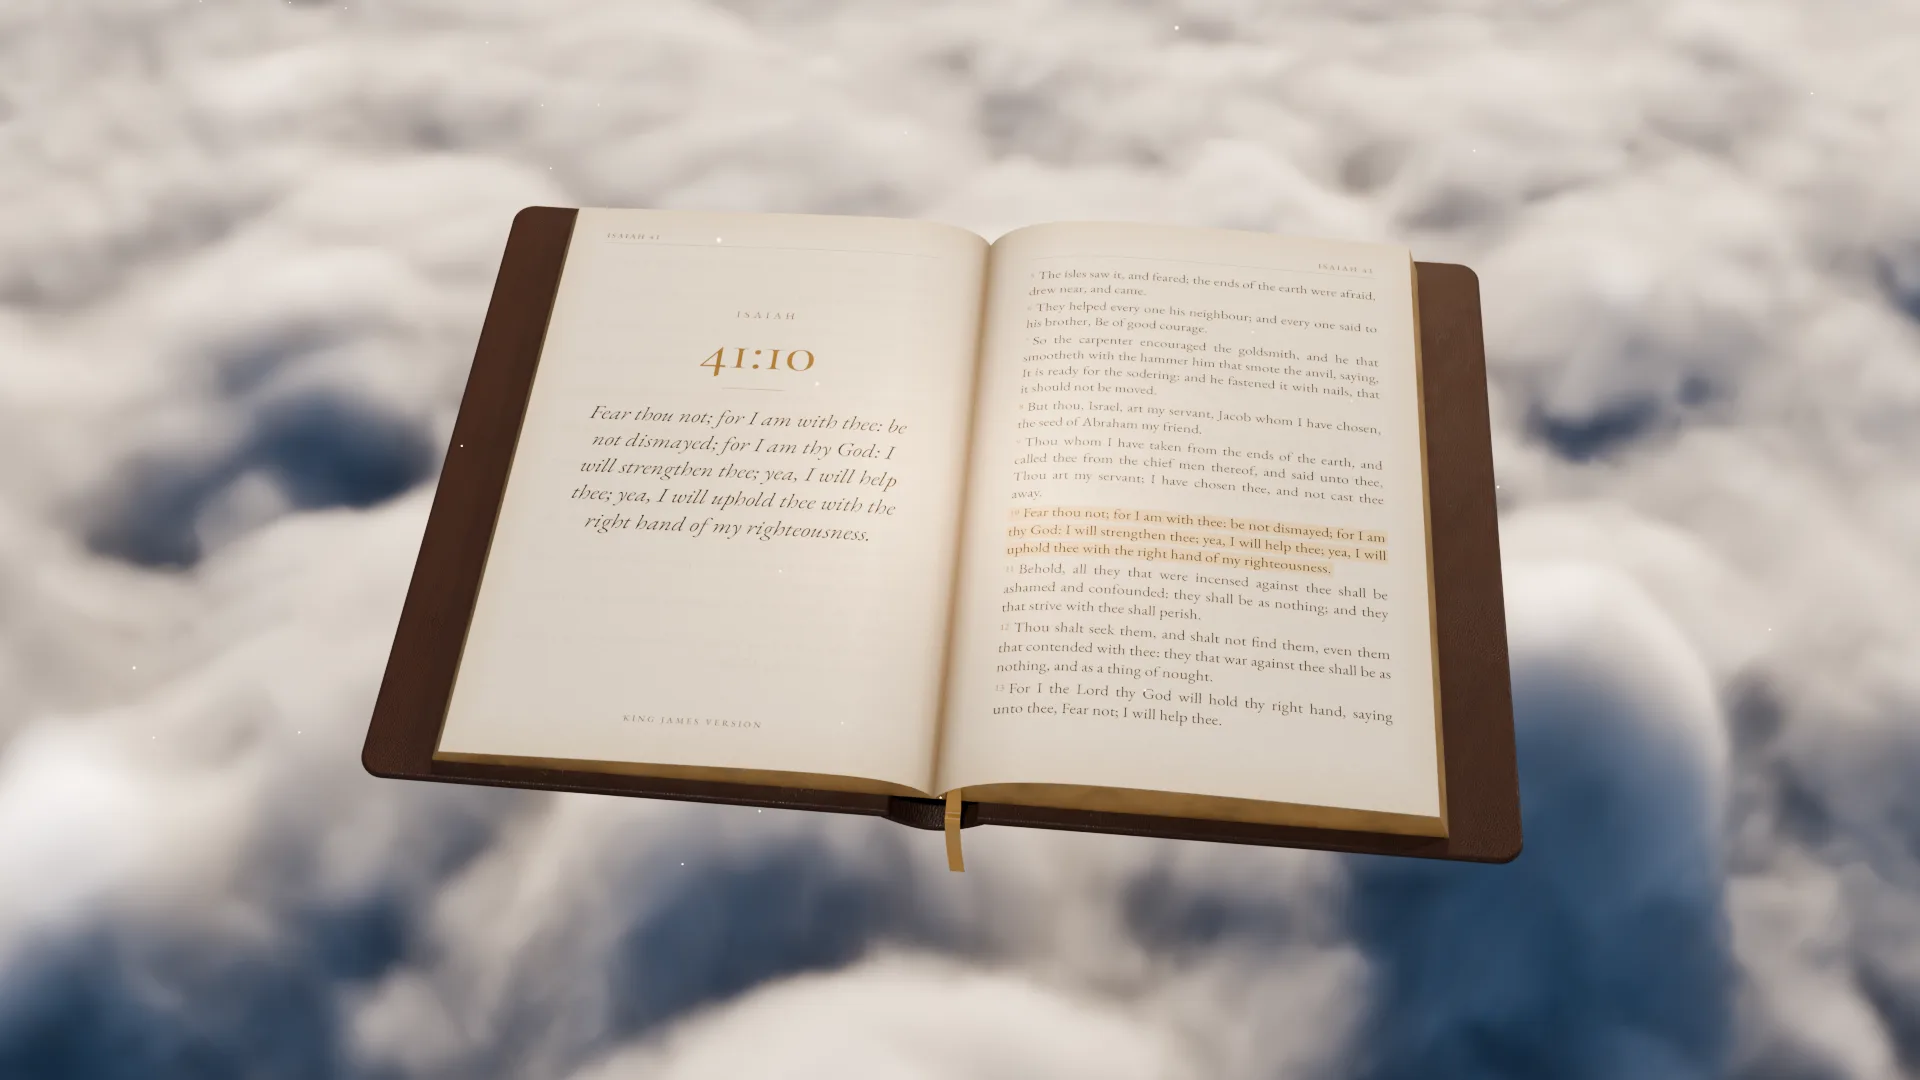 ISAIAH 41
ISAIAH
41:10
Fear thou not; for I am with thee: be
not dismayed; for I am thy God: I
will strengthen thee; yea, I will help
thee; yea, I will uphold thee with the
right hand of my righteousness.
KING JAMES VERSION
ISAIAH 41
The isles saw it, and feared; the ends of the earth were afraid,
drew near, and came.
They helped every one his neighbour; and every one said to
his brother, Be of good courage.
So the carpenter encouraged the goldsmith, and he that
smootheth with the hammer him that smote the anvil, saying,
It is ready for the sodering: and he fastened it with nails, that
it should not be moved.
But thou, Israel, art my servant, Jacob whom I have chosen,
the seed of Abraham my friend.
Thou whom I have taken from the ends of the earth, and
called thee from the chief men thereof, and said unto thee,
Thou art my servant; I have chosen thee, and not cast thee
away.
10 Fear thou not; for I am with thee: be not dismayed; for I am
thy God: I will strengthen thee; yea, I will help thee; yea, I will
uphold thee with the right hand of my righteousness.
11 Behold, all they that were incensed against thee shall be
ashamed and confounded: they shall be as nothing; and they
that strive with thee shall perish.
12 Thou shalt seek them, and shalt not find them, even them
that contended with thee: they that war against thee shall be as
nothing, and as a thing of nought.
13 For I the Lord thy God will hold thy right hand, saying
unto thee, Fear not; I will help thee.